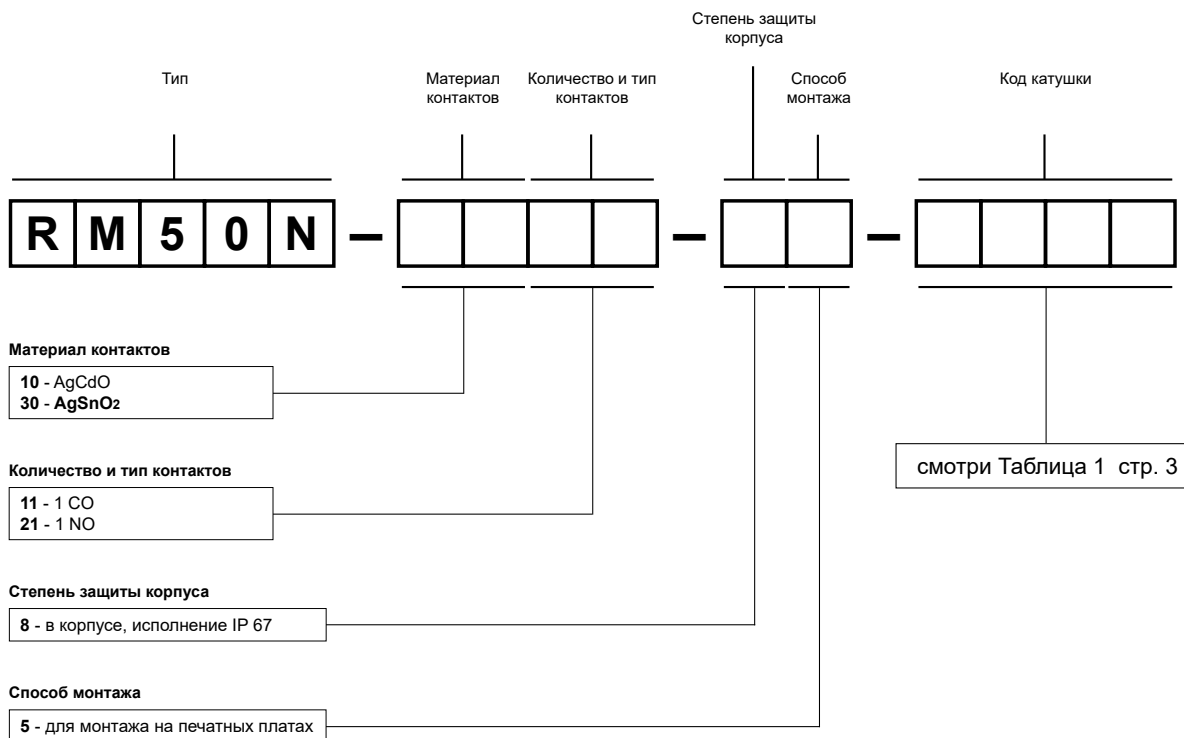 Степень защиты
корпуса
Тип
Материал
контактов
Количество и тип
контактов
Способ
монтажа
Код катушки
R M 5 0 N – – –
Материал контактов
10 - AgCdO
30 - AgSnO2
Количество и тип контактов
11 - 1 CO
21 - 1 NO
смотри Таблица 1 стр. 3
Степень защиты корпуса
8 - в корпусе, исполнение IP 67
Способ монтажа
5 - для монтажа на печатных платах